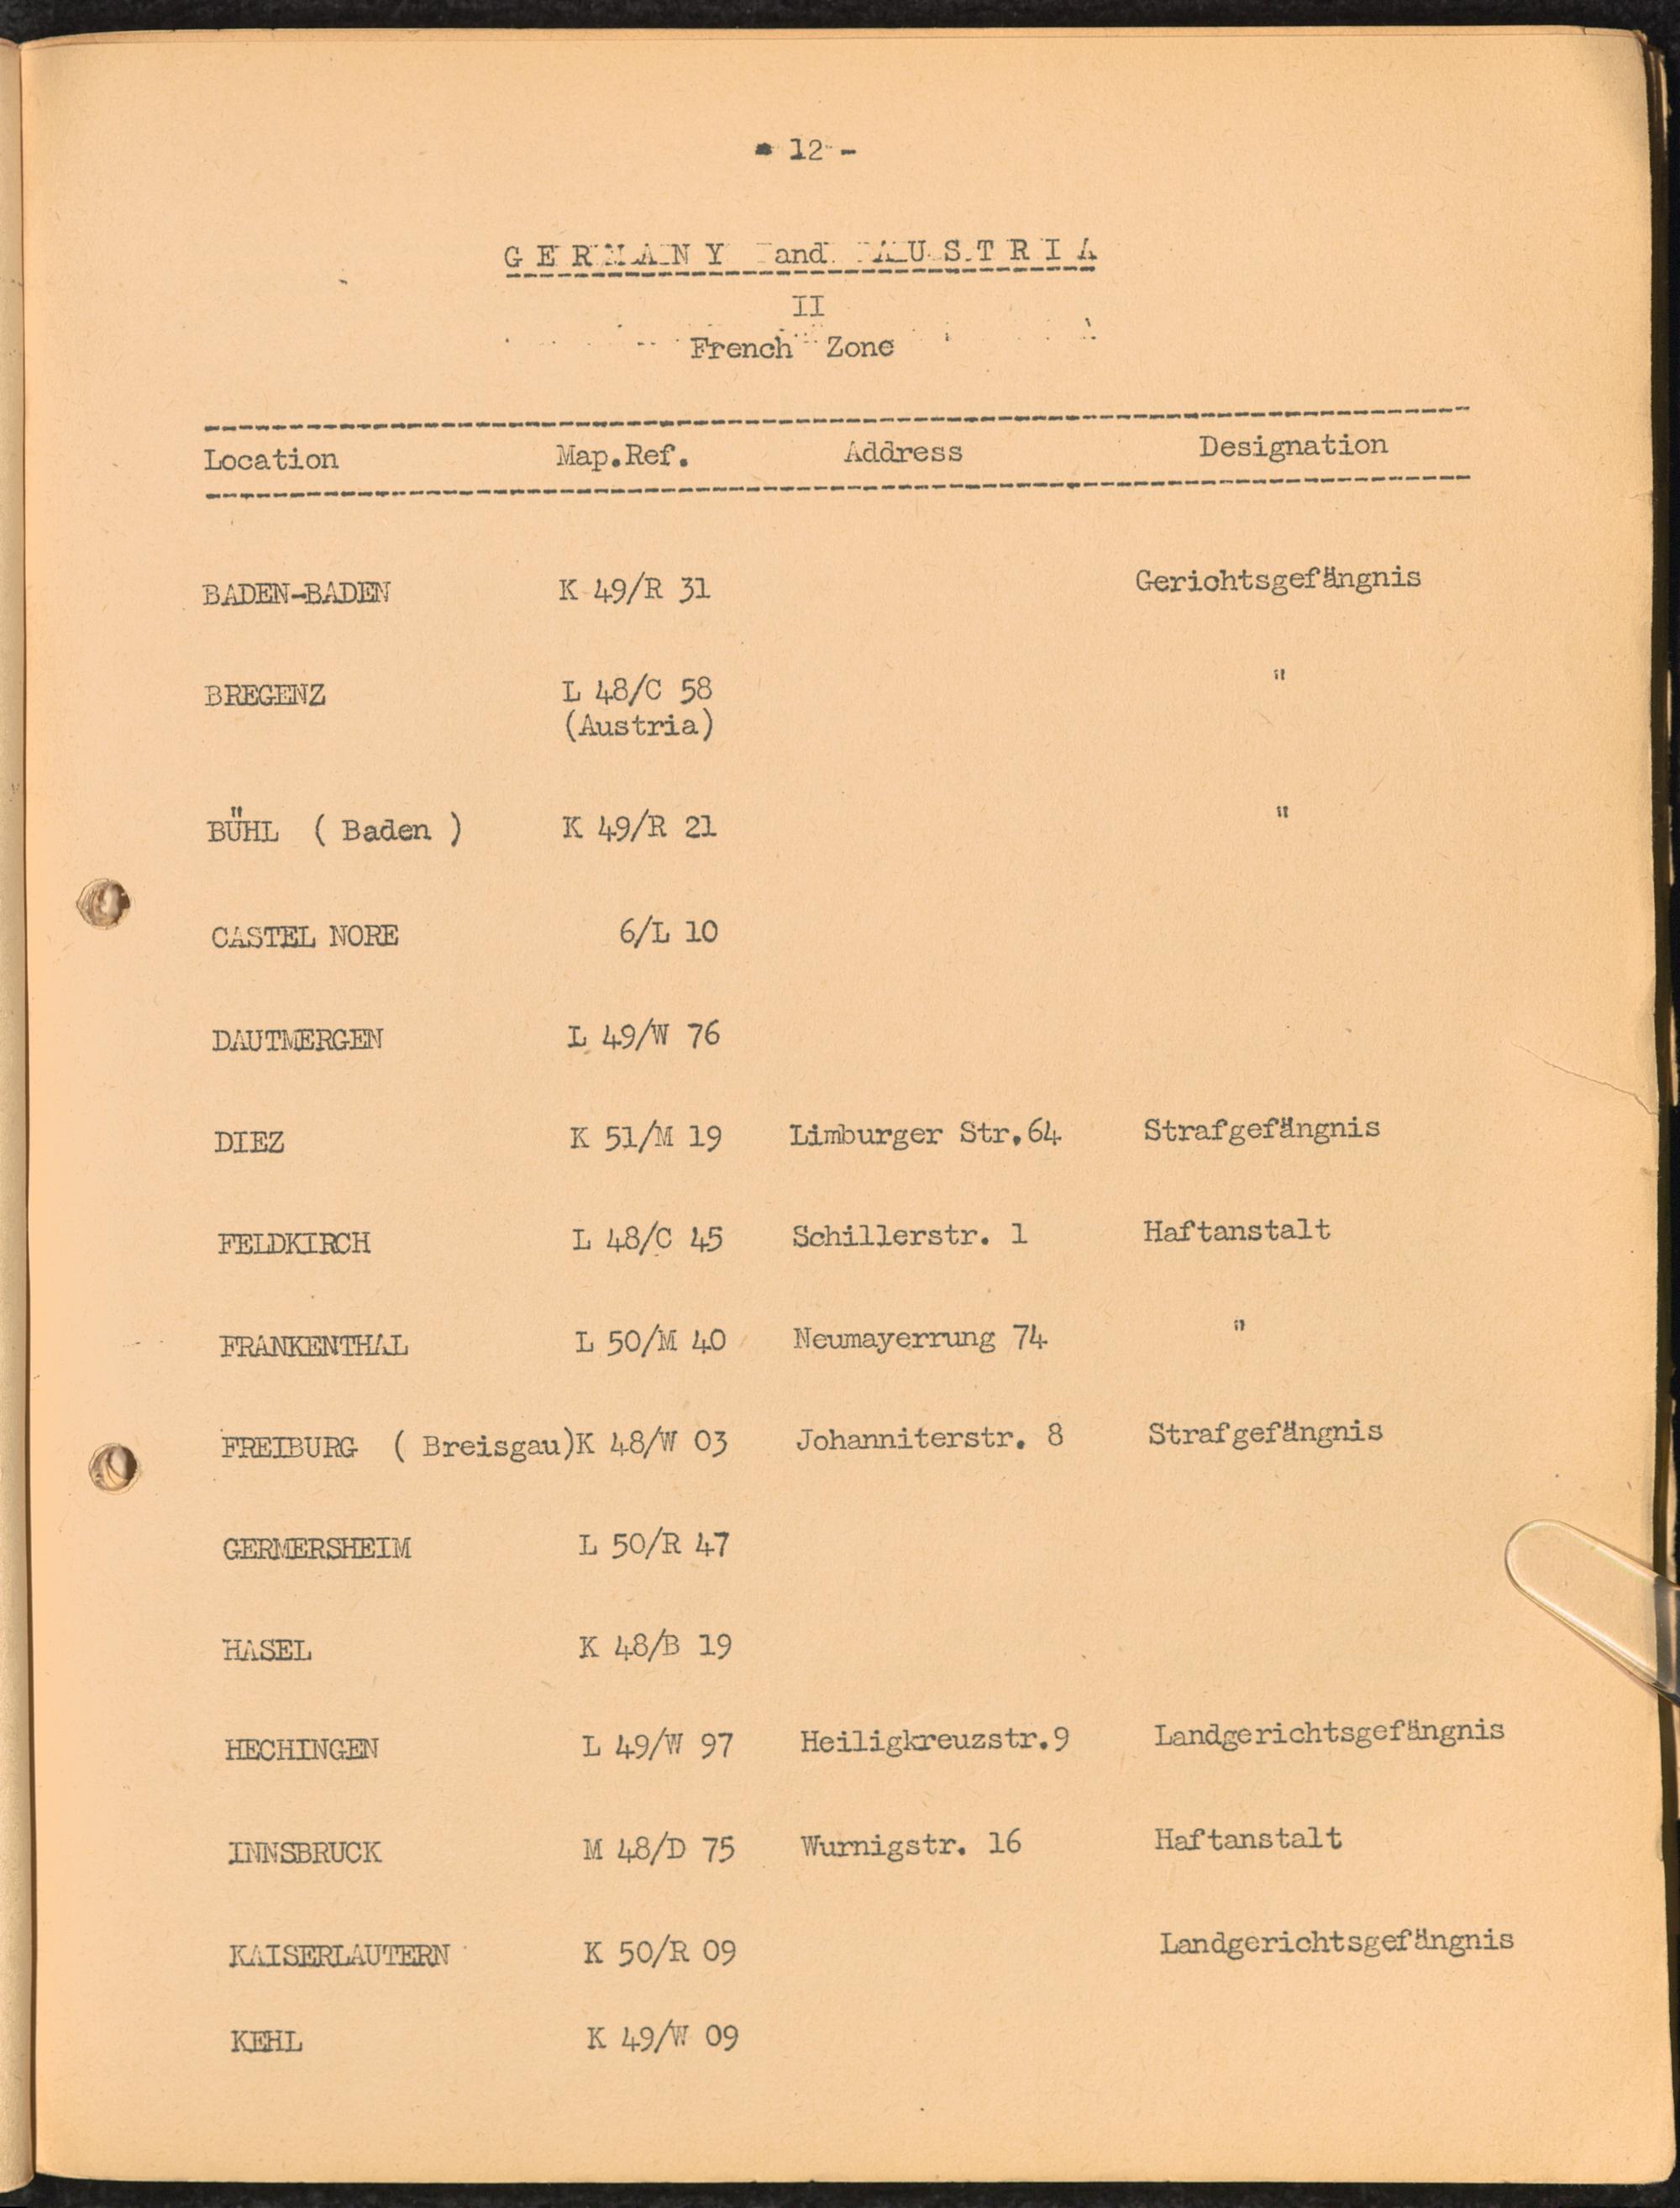 - 12 -
GERMANY and AUSTRIA
II
French Zone
Location Map.Ref. Address Designation
BADEN-BADEN K 49/R 31 Gerichtsgefängnis
BREGENZ L 48/C 58 "
(Austria)
BÜHL ( Baden ) K 49/R 21 "
CASTEL NORE 6/L 10
DAUTMERGEN L 49/W 76
DIEZ K 51/M 19 Limburger Str.64 Strafgefängnis
FELDKIRCH L 48/C 45 Schillerstr. 1 Haftanstalt
FRANKENTHAL L 50/M 40 Neumayerrung 74 "
FREIBURG ( Breisgau)K 48/W 03 Johanniterstr. 8 Strafgefängnis
GERMERSHEIM L 50/R 47
HASEL K 48/B 19
HECHINGEN L 49/W 97 Heiligkreuzstr.9 Landgerichtsgefängnis
INNSBRUCK M 48/D 75 Wurnigstr. 16 Haftanstalt
KAISERLAUTERN K 50/R 09 Landgerichtsgefängnis
KEHL K 49/W 09